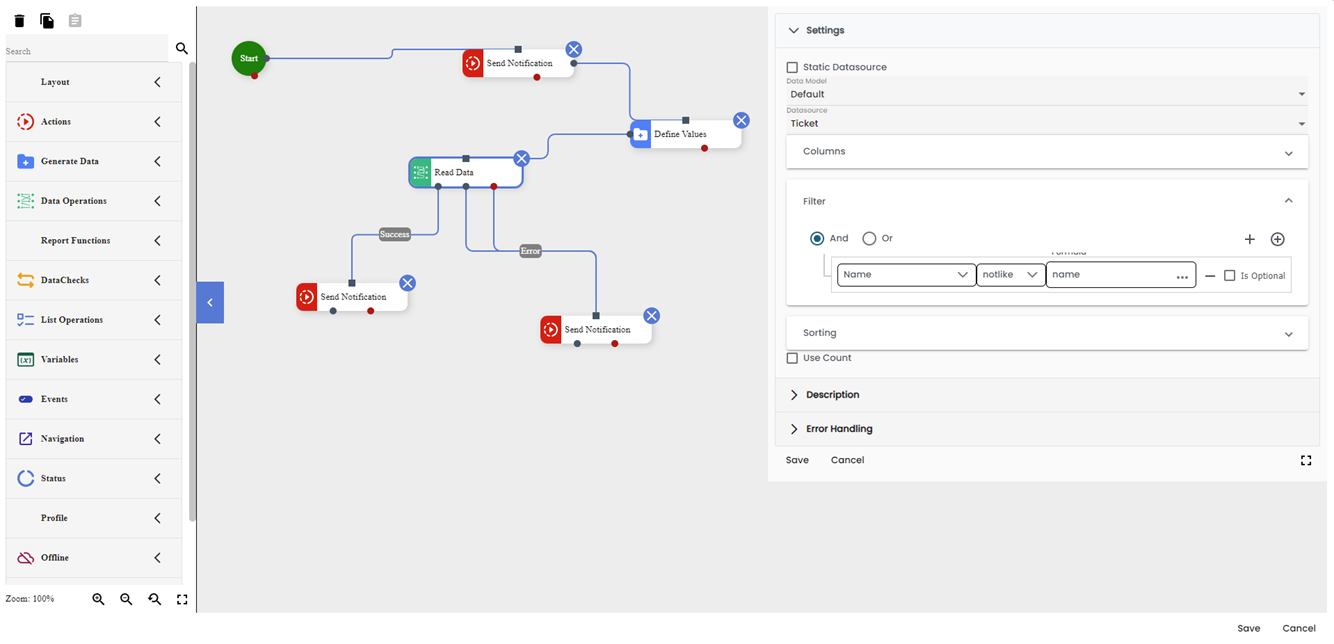 Search
Layout
Actions
Generate Data
Data Operations
Report Functions
DataChecks
List Operations
Variables
Events
Navigation
Status
Profile
Offline
Zoom: 100%
Start
Send Notification
Define Values
Read Data
Success
Error
Send Notification
Send Notification
Settings
Static Datasource
Data Model
Default
Datasource
Ticket
Columns
Filter
And Or
Formula
Name notlike name ... Is Optional
Sorting
Use Count
Description
Error Handling
Save Cancel
Save Cancel